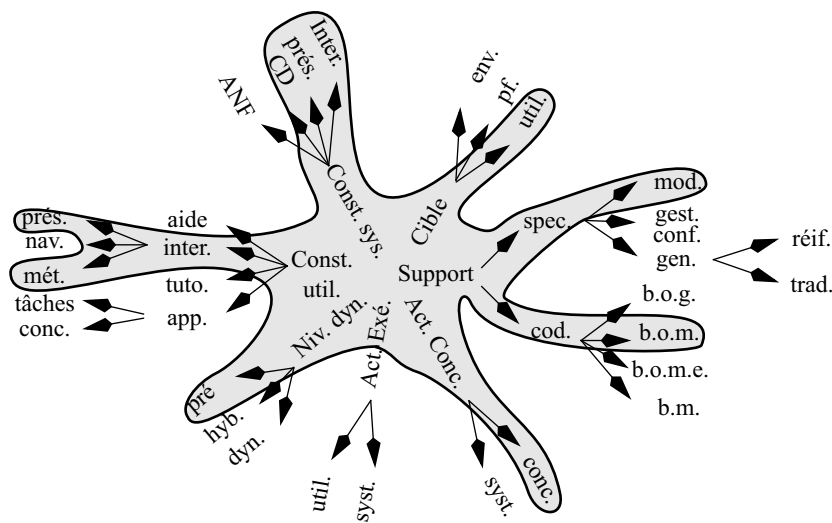 Inter.
prés.
CD
ANF
Const. sys.
env.
pf.
util.
Cible
mod.
spec.
gest.
conf.
gen.
réif.
trad.
Support
b.o.g.
cod.
b.o.m.
b.o.m.e.
b.m.
prés.
nav.
mét.
aide
inter.
tuto.
app.
tâches
conc.
Const.
util.
Niv. dyn.
pré
hyb.
dyn.
Act. Exé.
util.
syst.
Act. Conc.
syst.
conc.